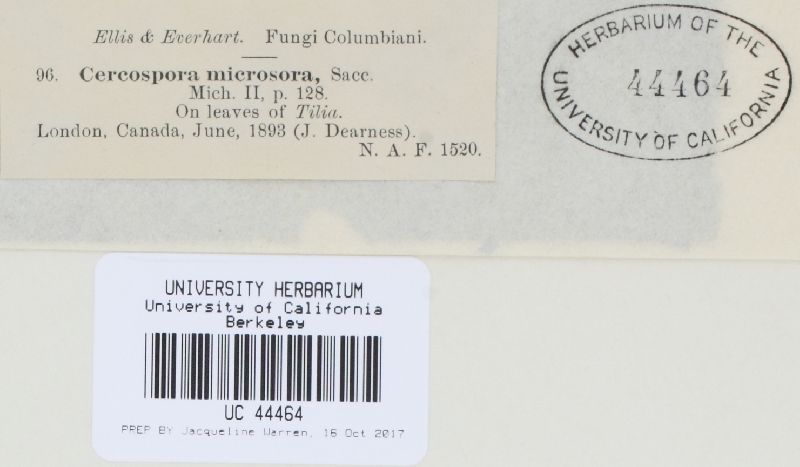 Ellis & Everhart. Fungi Columbiani.
96. Cercospora microsora, Sacc.
Mich. II, p. 128.
On leaves of Tilia.
London, Canada, June, 1893 (J. Dearness).
N. A. F. 1520.
HERBARIUM OF THE
44464
UNIVERSITY OF CALIFORNIA
UNIVERSITY HERBARIUM
University of California
Berkeley
UC 44464
PREP BY Jacqueline Warren, 16 Oct 2017